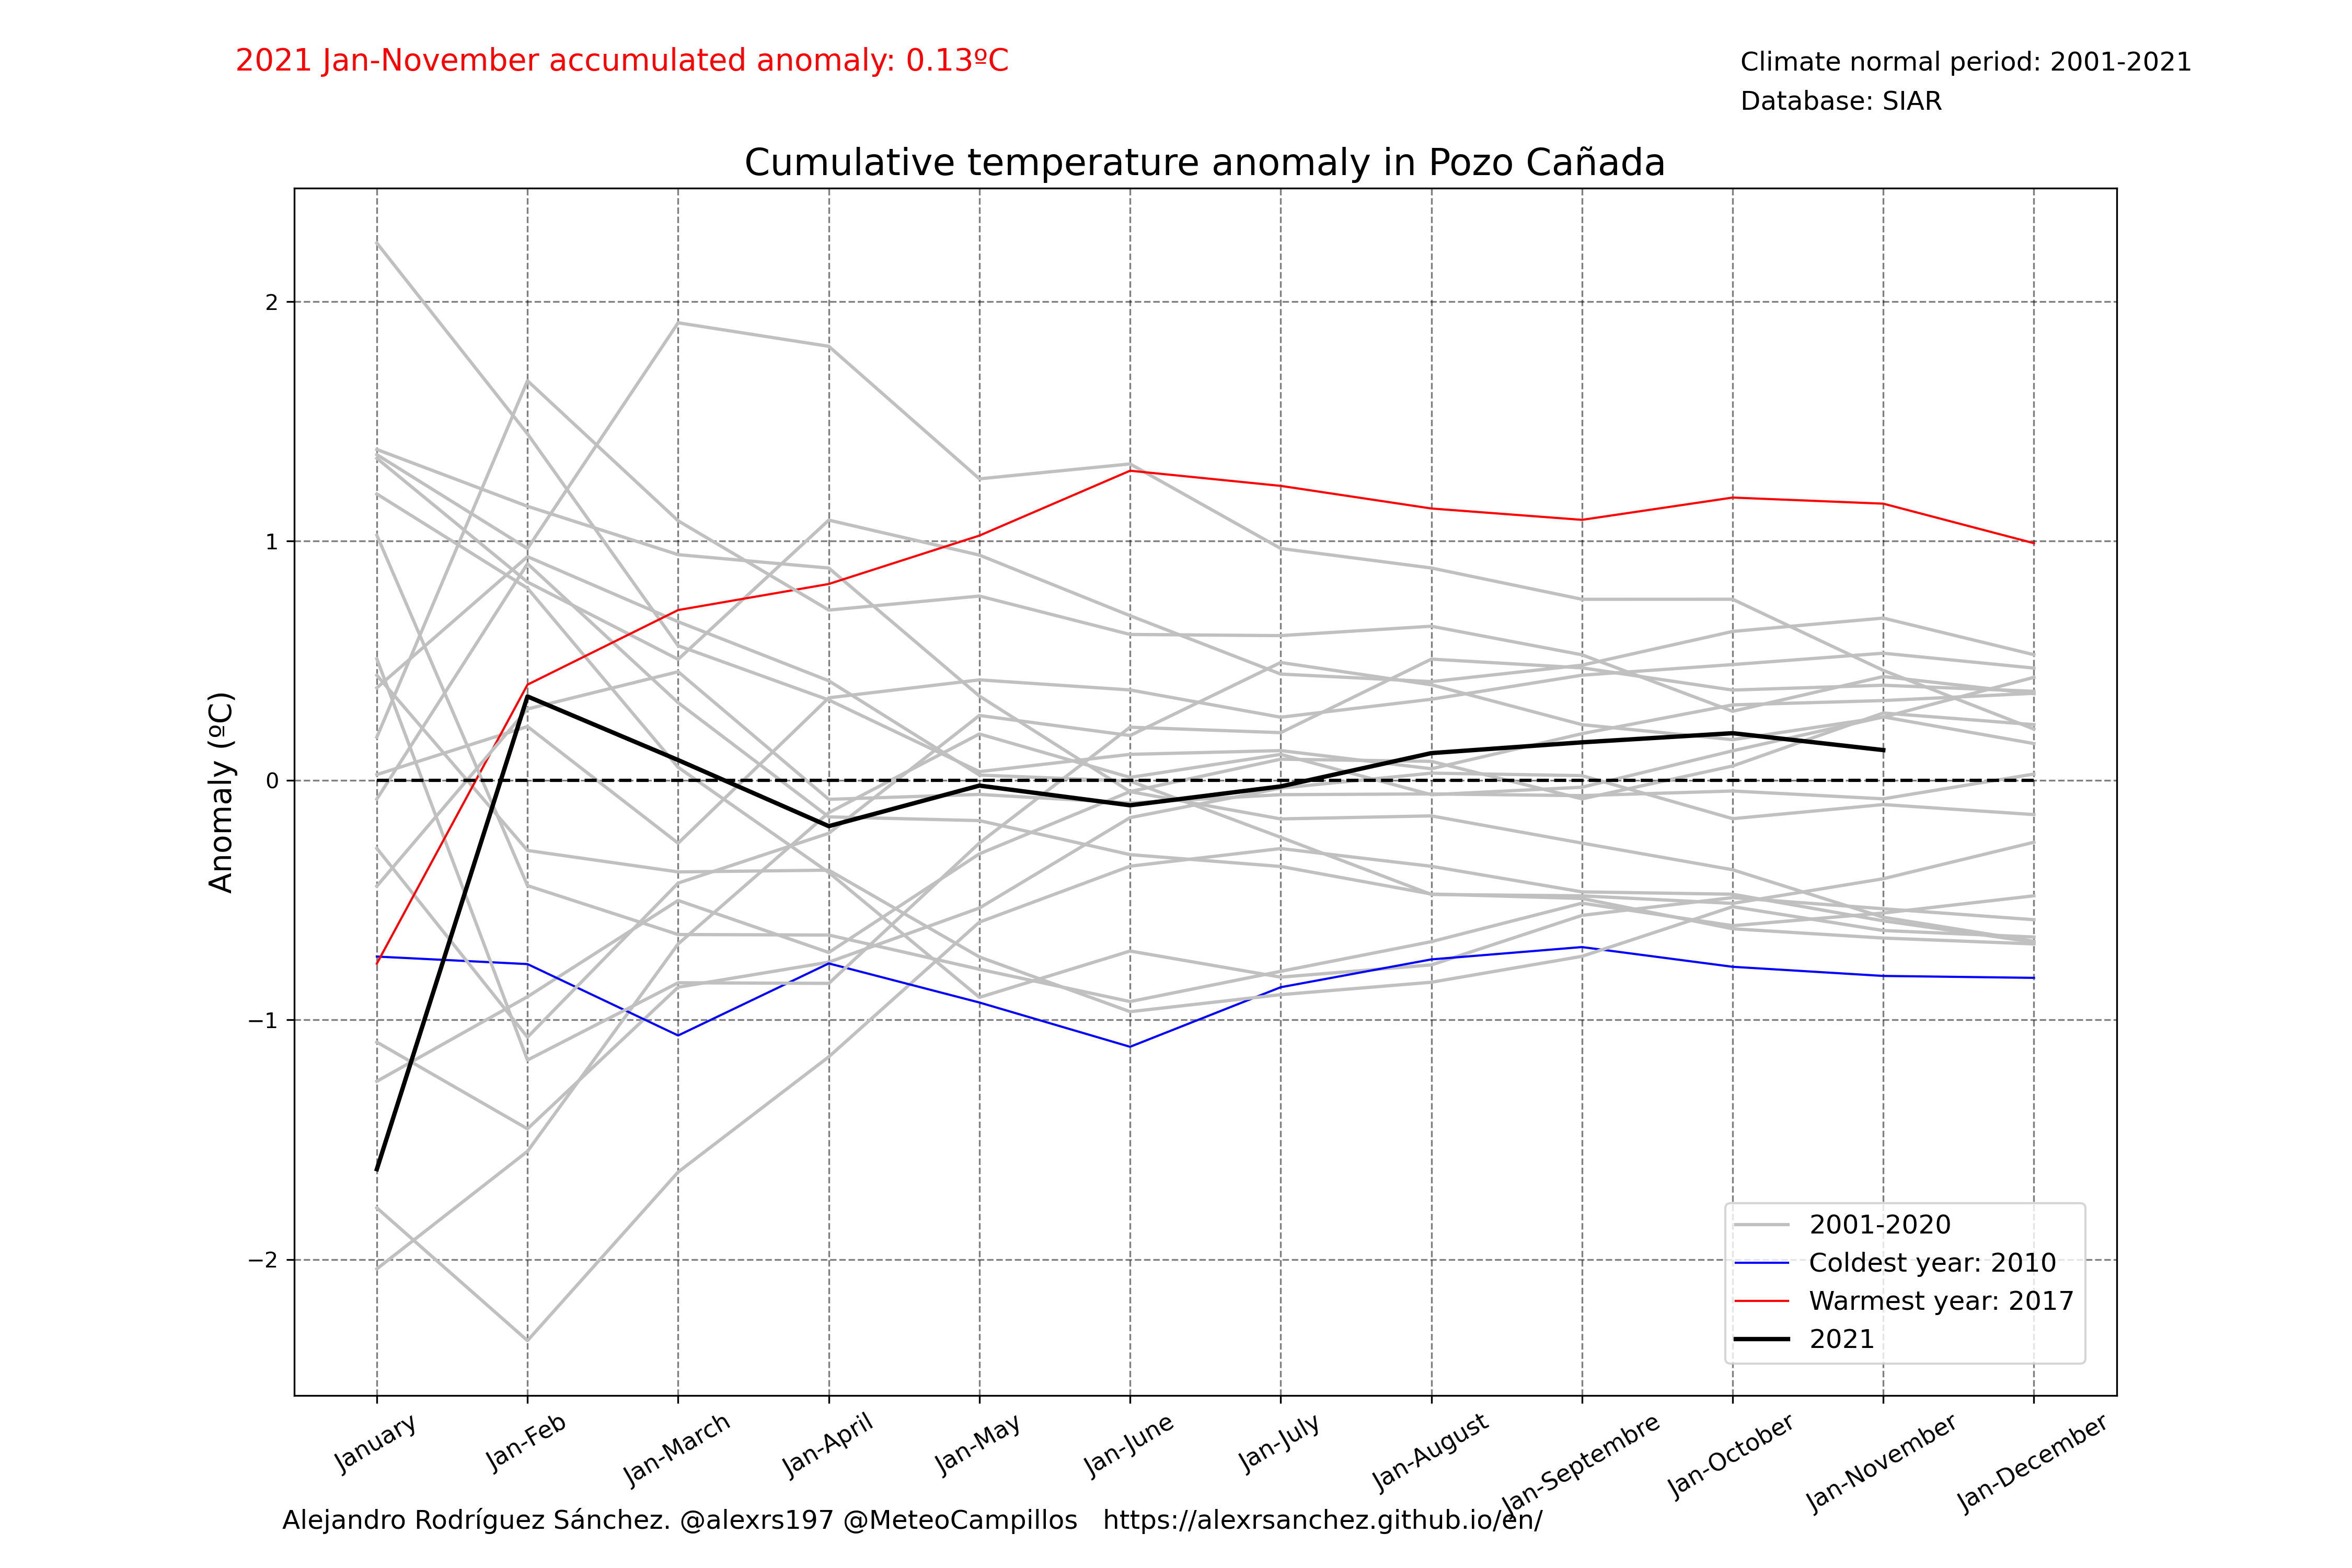 2021 Jan-November accumulated anomaly: 0.13ºC
Climate normal period: 2001-2021
Database: SIAR
Cumulative temperature anomaly in Pozo Cañada
Anomaly (ºC)
2
1
0
−1
−2
2001-2020
Coldest year: 2010
Warmest year: 2017
2021
January
Jan-Feb
Jan-March
Jan-April
Jan-May
Jan-June
Jan-July
Jan-August
Jan-Septembre
Jan-October
Jan-November
Jan-December
Alejandro Rodríguez Sánchez. @alexrs197 @MeteoCampillos https://alexrsanchez.github.io/en/